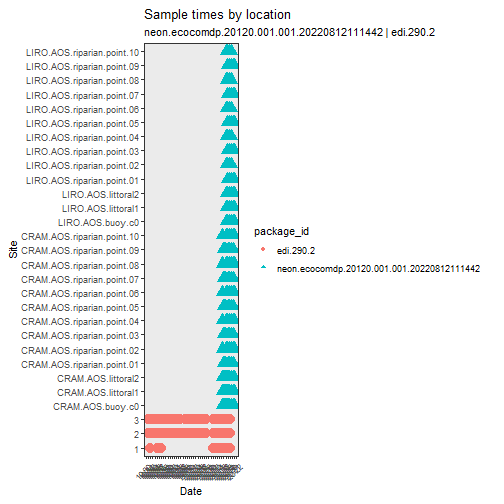 Sample times by location
neon.ecocomdp.20120.001.001.20220812111442 | edi.290.2
LIRO.AOS.riparian.point.10
LIRO.AOS.riparian.point.09
LIRO.AOS.riparian.point.08
LIRO.AOS.riparian.point.07
LIRO.AOS.riparian.point.06
LIRO.AOS.riparian.point.05
LIRO.AOS.riparian.point.04
LIRO.AOS.riparian.point.03
LIRO.AOS.riparian.point.02
LIRO.AOS.riparian.point.01
LIRO.AOS.littoral2
LIRO.AOS.littoral1
LIRO.AOS.buoy.c0
CRAM.AOS.riparian.point.10
CRAM.AOS.riparian.point.09
CRAM.AOS.riparian.point.08
CRAM.AOS.riparian.point.07
CRAM.AOS.riparian.point.06
CRAM.AOS.riparian.point.05
CRAM.AOS.riparian.point.04
CRAM.AOS.riparian.point.03
CRAM.AOS.riparian.point.02
CRAM.AOS.riparian.point.01
CRAM.AOS.littoral2
CRAM.AOS.littoral1
CRAM.AOS.buoy.c0
3
2
1
Site
Date
package_id
edi.290.2
neon.ecocomdp.20120.001.001.20220812111442